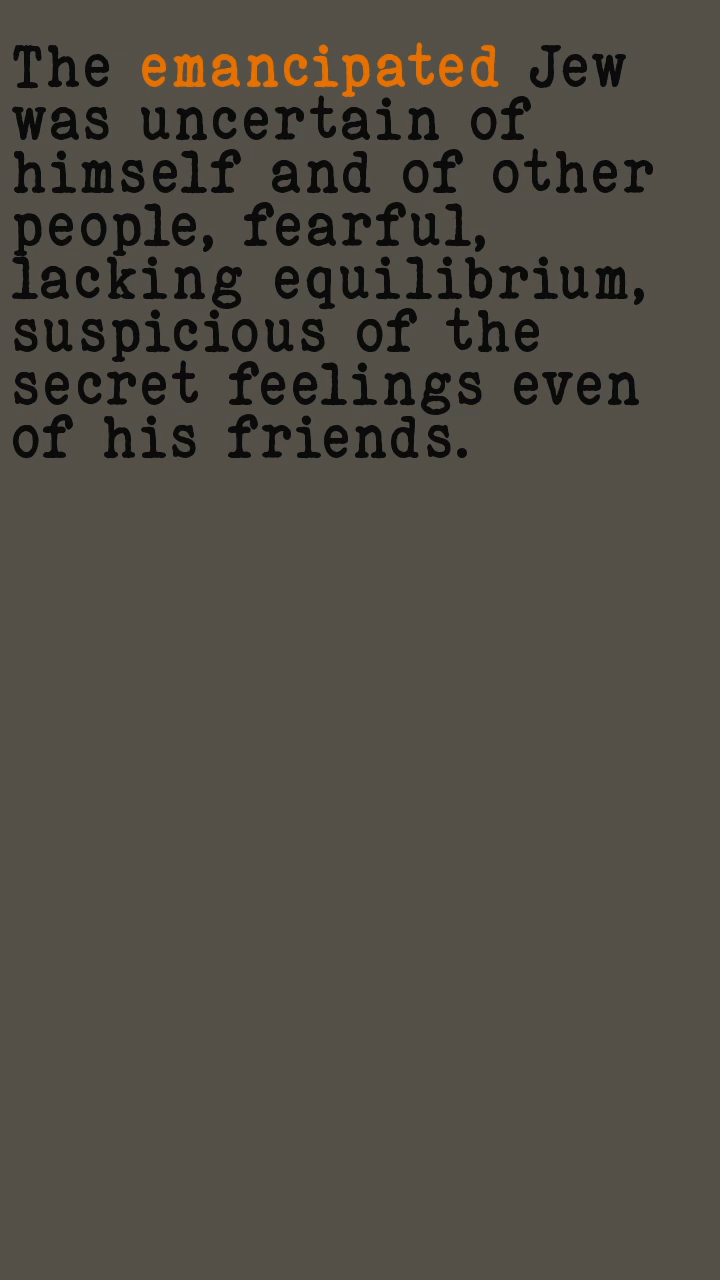 The emancipated Jew
was uncertain of
himself and of other
people, fearful,
lacking equilibrium,
suspicious of the
secret feelings even
of his friends.